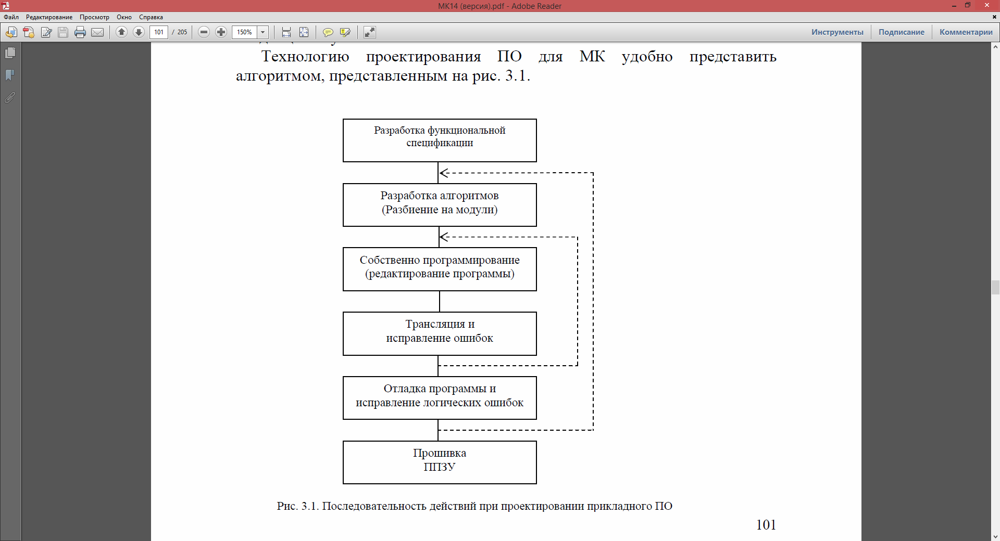 МК14 (версия).pdf - Adobe Reader
Файл Редактирование Просмотр Окно Справка
101 / 205 150% Инструменты Подписание Комментарии
Технологию проектирования ПО для МК удобно представить
алгоритмом, представленным на рис. 3.1.
Разработка функциональной
спецификации
Разработка алгоритмов
(Разбиение на модули)
Собственно программирование
(редактирование программы)
Трансляция и
исправление ошибок
Отладка программы и
исправление логических ошибок
Прошивка
ППЗУ
Рис. 3.1. Последовательность действий при проектировании прикладного ПО
101